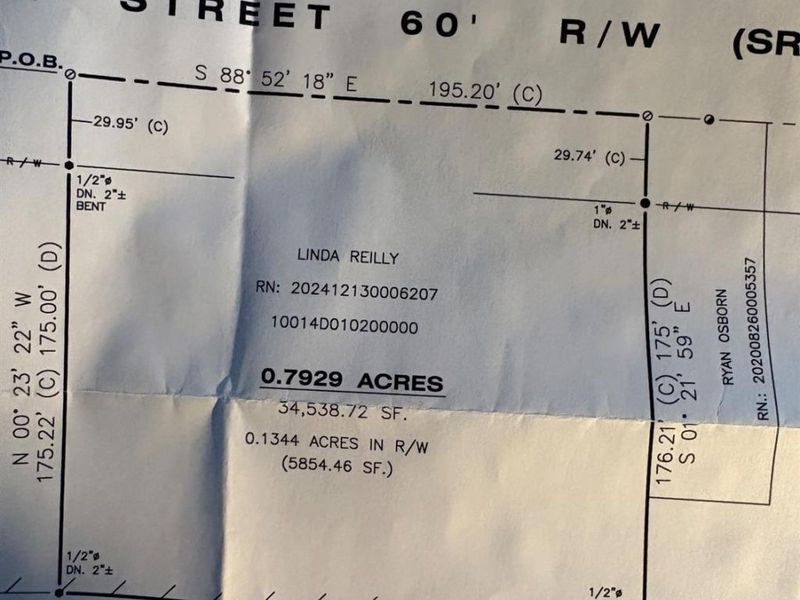 STREET 60' R/W (SR
P.O.B.
S 88° 52' 18" E 195.20' (C)
29.95' (C)
29.74' (C)
R/W
1/2"ø
DN. 2"±
BENT
R/W
1"ø
DN. 2"±
LINDA REILLY
RN: 202412130006207
10014D010200000
0.7929 ACRES
34,538.72 SF.
0.1344 ACRES IN R/W
(5854.46 SF.)
N 00° 23' 22" W
175.22' (C) 175.00' (D)
176.21' (C) 175' (D)
S 01° 21' 59" E
RYAN OSBORN
RN.: 202008260005357
1/2"ø
DN. 2"±
1/2"ø